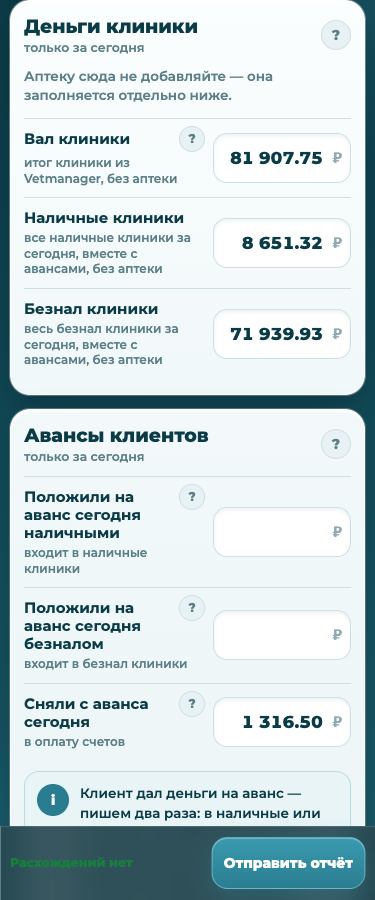 Деньги клиники
?
только за сегодня
Аптеку сюда не добавляйте — она
заполняется отдельно ниже.
Вал клиники
?
итог клиники из
Vetmanager, без аптеки
81 907.75 ₽
Наличные клиники
все наличные клиники за
сегодня, вместе с
авансами, без аптеки
8 651.32 ₽
Безнал клиники
весь безнал клиники за
сегодня, вместе с
авансами, без аптеки
71 939.93 ₽
Авансы клиентов
?
только за сегодня
Положили на
аванс сегодня
наличными
?
входит в наличные
клиники
₽
Положили на
аванс сегодня
безналом
?
входит в безнал клиники
₽
Сняли с аванса
сегодня
?
в оплату счетов
1 316.50 ₽
i
Клиент дал деньги на аванс —
пишем два раза: в наличные или
Расхождений нет
Отправить отчёт